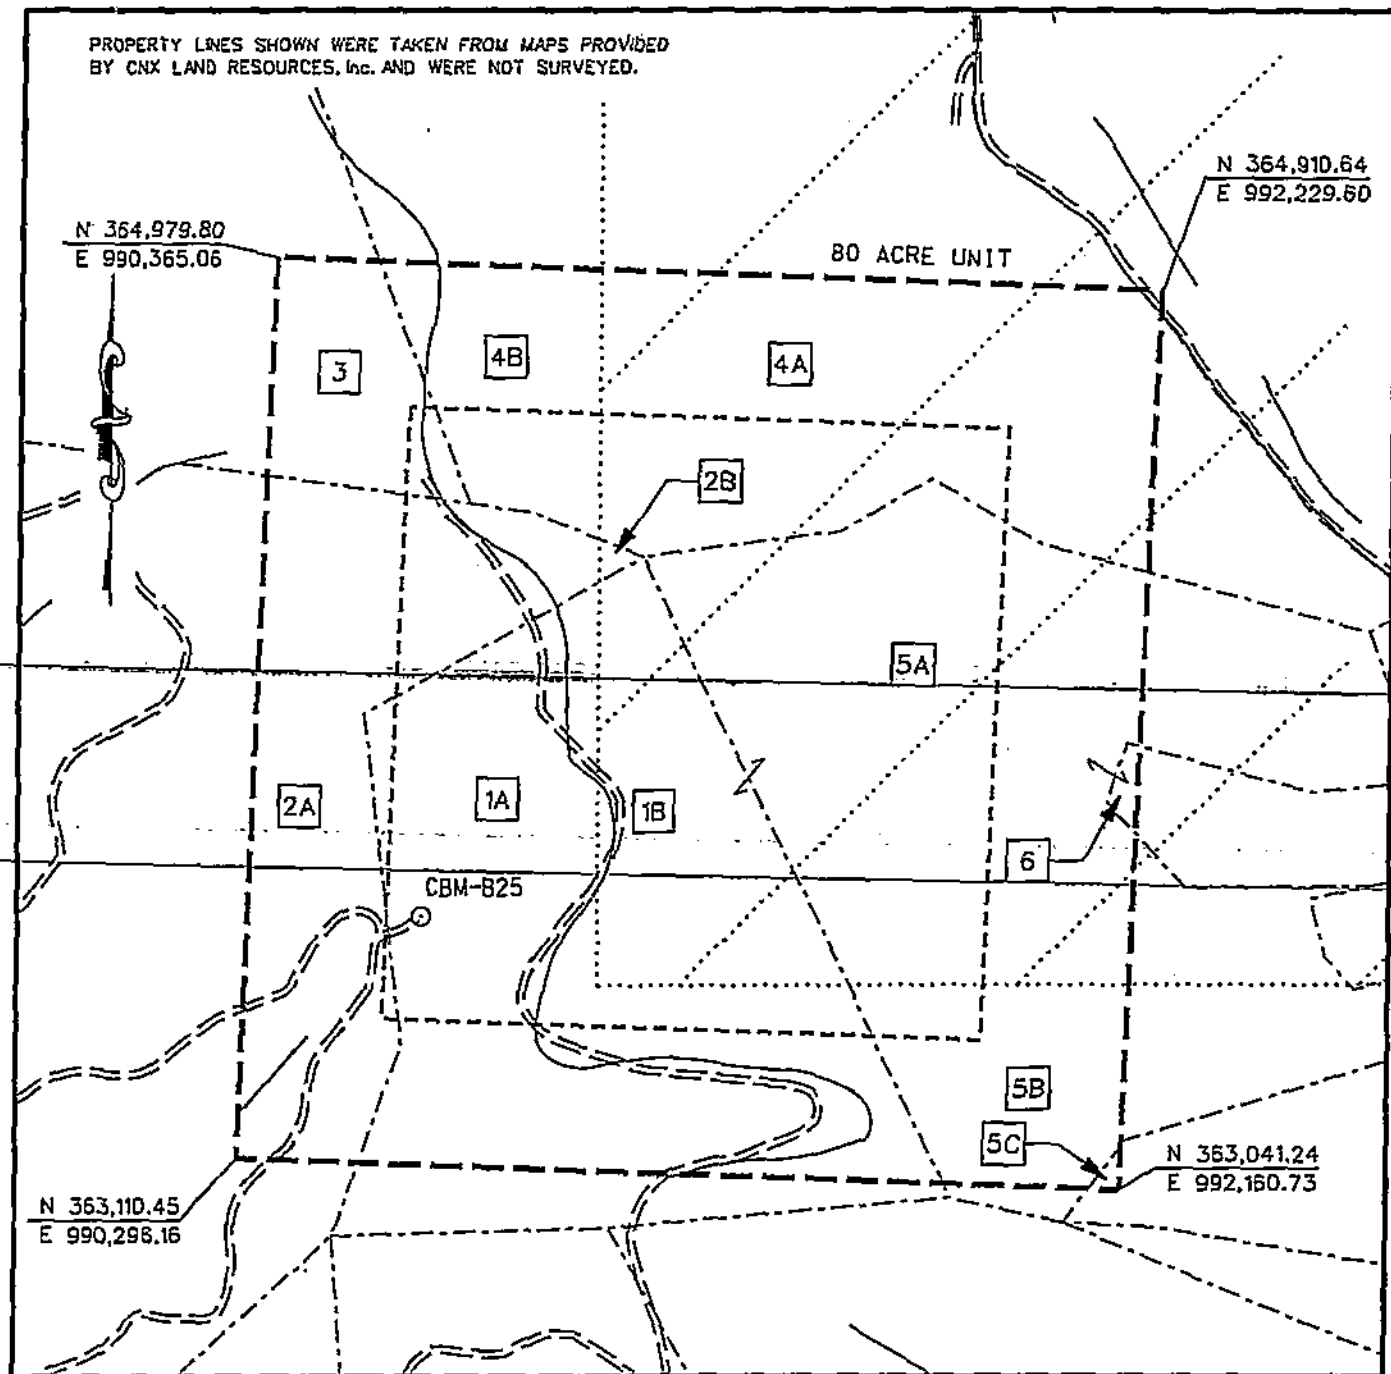 PROPERTY LINES SHOWN WERE TAKEN FROM MAPS PROVIDED
BY CNX LAND RESOURCES, Inc. AND WERE NOT SURVEYED.
N 364,910.64
E 992,229.60
N 364,979.80
E 990,365.06
80 ACRE UNIT
3
4B
4A
2B
5A
2A
1A
1B
6
CBM-B25
5B
5C
N 363,041.24
E 992,160.73
N 363,110.45
E 990,296.16